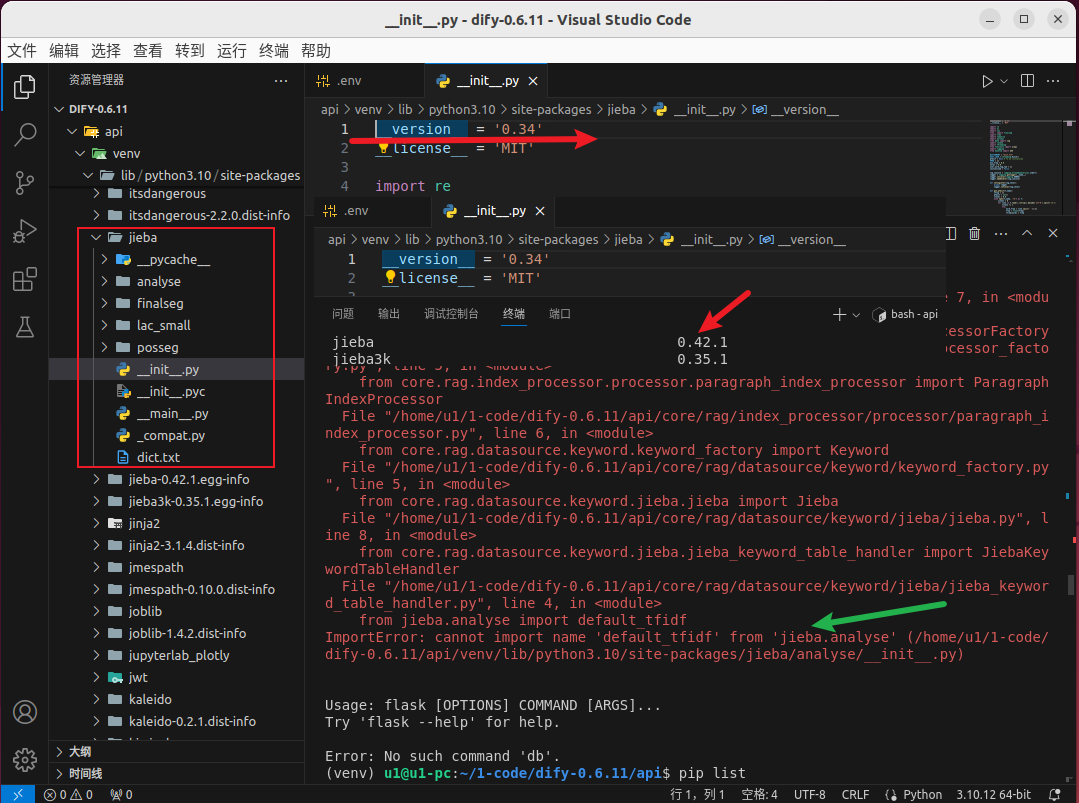 __init__.py - dify-0.6.11 - Visual Studio Code
文件 编辑 选择 查看 转到 运行 终端 帮助
资源管理器
DIFY-0.6.11
api
venv
lib / python3.10 / site-packages
itsdangerous
itsdangerous-2.2.0.dist-info
jieba
__pycache__
analyse
finalseg
lac_small
posseg
__init__.py
__init__.pyc
__main__.py
_compat.py
dict.txt
jieba-0.42.1.egg-info
jieba3k-0.35.1.egg-info
jinja2
jinja2-3.1.4.dist-info
jmespath
jmespath-0.10.0.dist-info
joblib
joblib-1.4.2.dist-info
jupyterlab_plotly
jwt
kaleido
kaleido-0.2.1.dist-info
大纲
时间线
.env
__init__.py
api > venv > lib > python3.10 > site-packages > jieba > __init__.py > __version__
1 __version__ = '0.34'
2 __license__ = 'MIT'
3
4 import re
.env
__init__.py
api > venv > lib > python3.10 > site-packages > jieba > __init__.py > __version__
1 __version__ = '0.34'
2 __license__ = 'MIT'
e 7, in <modu
问题 输出 调试控制台 终端 端口
bash - api
jieba 0.42.1
jieba3k 0.35.1
essorFactory
ocessor_facto
ry.py", line 5, in <module>
from core.rag.index_processor.processor.paragraph_index_processor import Paragraph
IndexProcessor
File "/home/u1/1-code/dify-0.6.11/api/core/rag/index_processor/processor/paragraph_i
ndex_processor.py", line 6, in <module>
from core.rag.datasource.keyword.keyword_factory import Keyword
File "/home/u1/1-code/dify-0.6.11/api/core/rag/datasource/keyword/keyword_factory.py
", line 5, in <module>
from core.rag.datasource.keyword.jieba.jieba import Jieba
File "/home/u1/1-code/dify-0.6.11/api/core/rag/datasource/keyword/jieba/jieba.py", l
ine 8, in <module>
from core.rag.datasource.keyword.jieba.jieba_keyword_table_handler import JiebaKey
wordTableHandler
File "/home/u1/1-code/dify-0.6.11/api/core/rag/datasource/keyword/jieba/jieba_keywor
d_table_handler.py", line 4, in <module>
from jieba.analyse import default_tfidf
ImportError: cannot import name 'default_tfidf' from 'jieba.analyse' (/home/u1/1-code/
dify-0.6.11/api/venv/lib/python3.10/site-packages/jieba/analyse/__init__.py)
Usage: flask [OPTIONS] COMMAND [ARGS]...
Try 'flask --help' for help.
Error: No such command 'db'.
(venv) u1@u1-pc:~/1-code/dify-0.6.11/api$ pip list
0 0 0 行 1，列 1 空格: 4 UTF-8 CRLF Python 3.10.12 64-bit